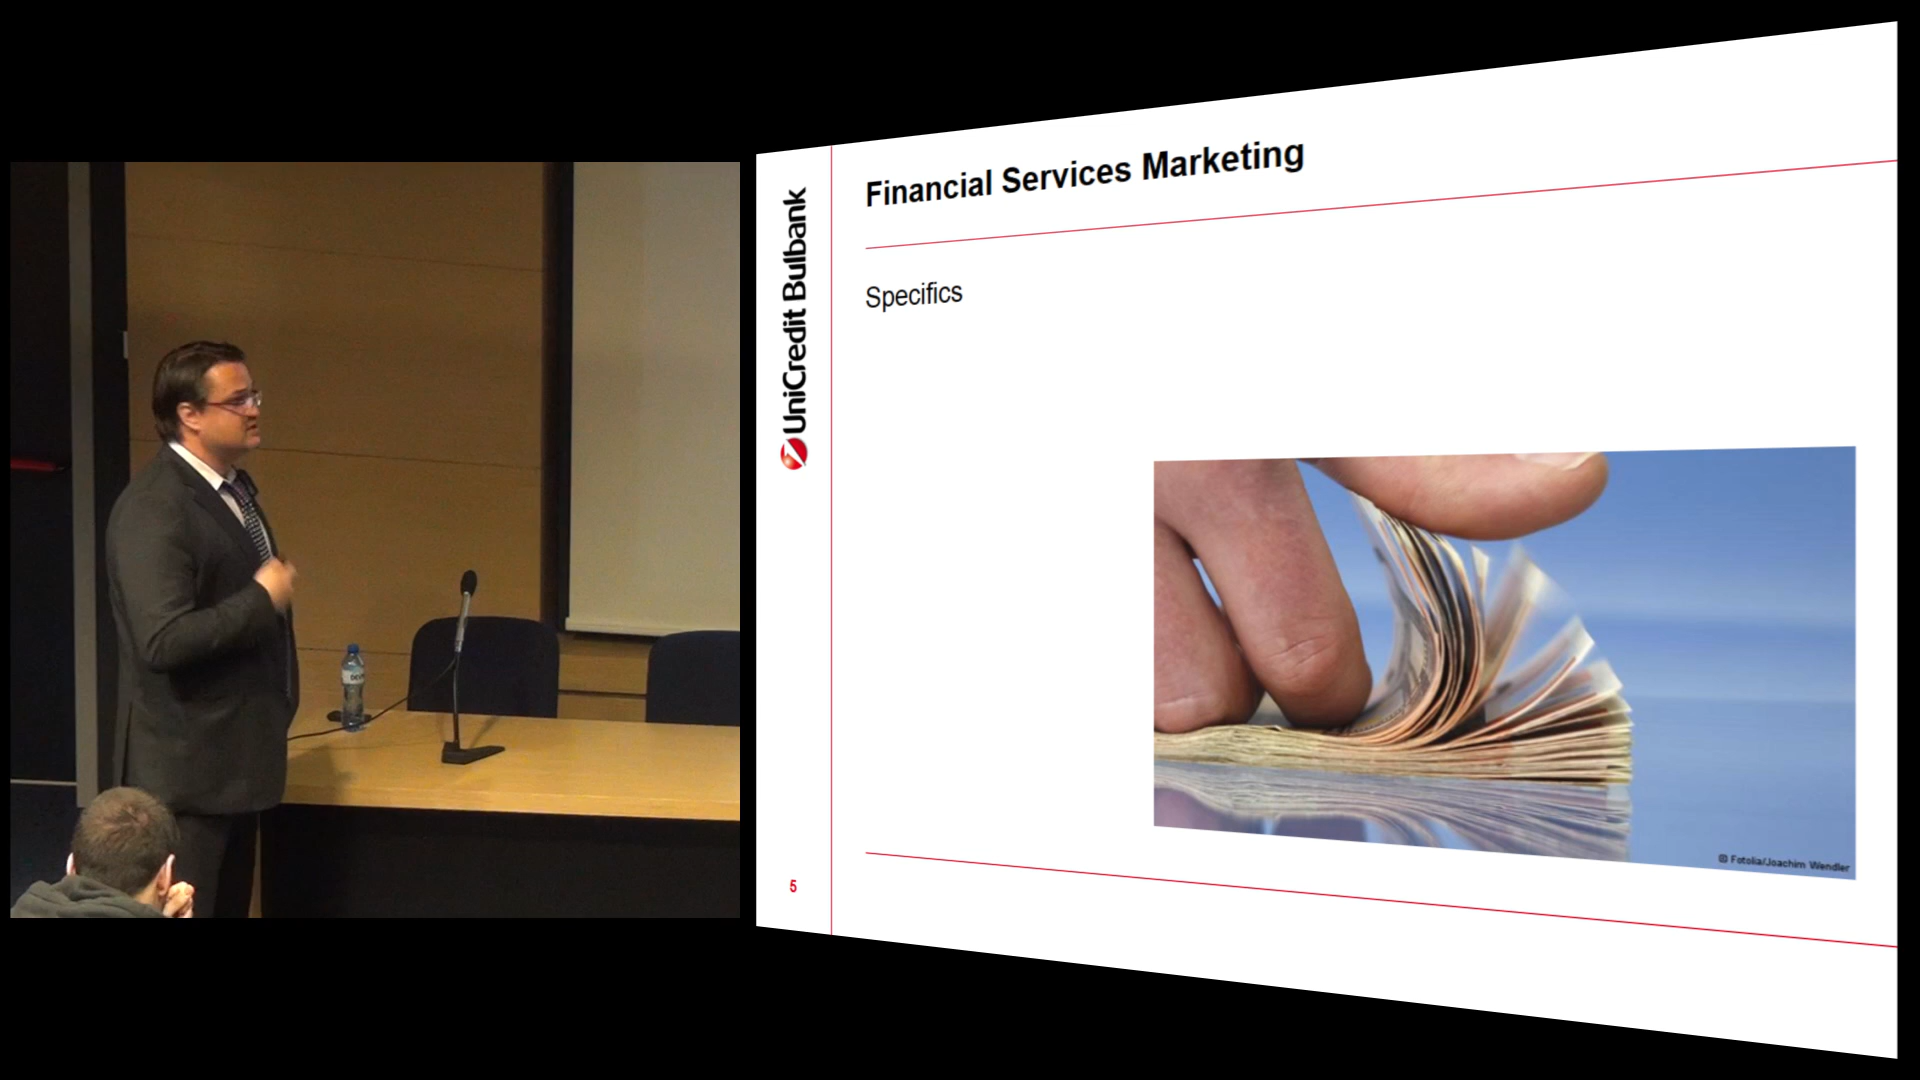 Financial Services Marketing
UniCredit Bulbank
Specifics
© Fotolia/Joachim Wendler
5